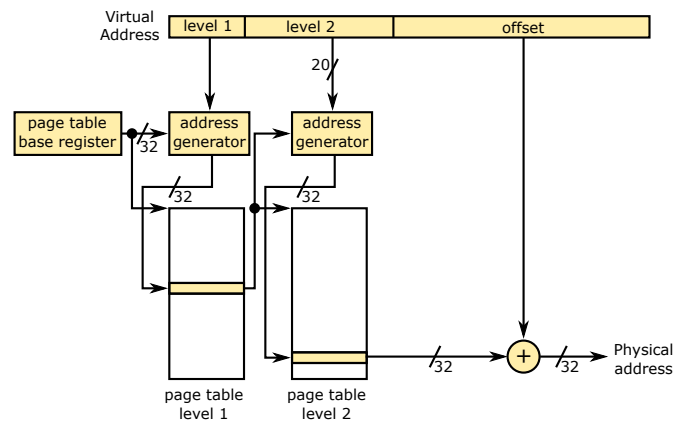 Virtual
Address
level 1
level 2
offset
20
page table
base register
32
address
generator
address
generator
32
32
page table
level 1
page table
level 2
32
+
32
Physical
address